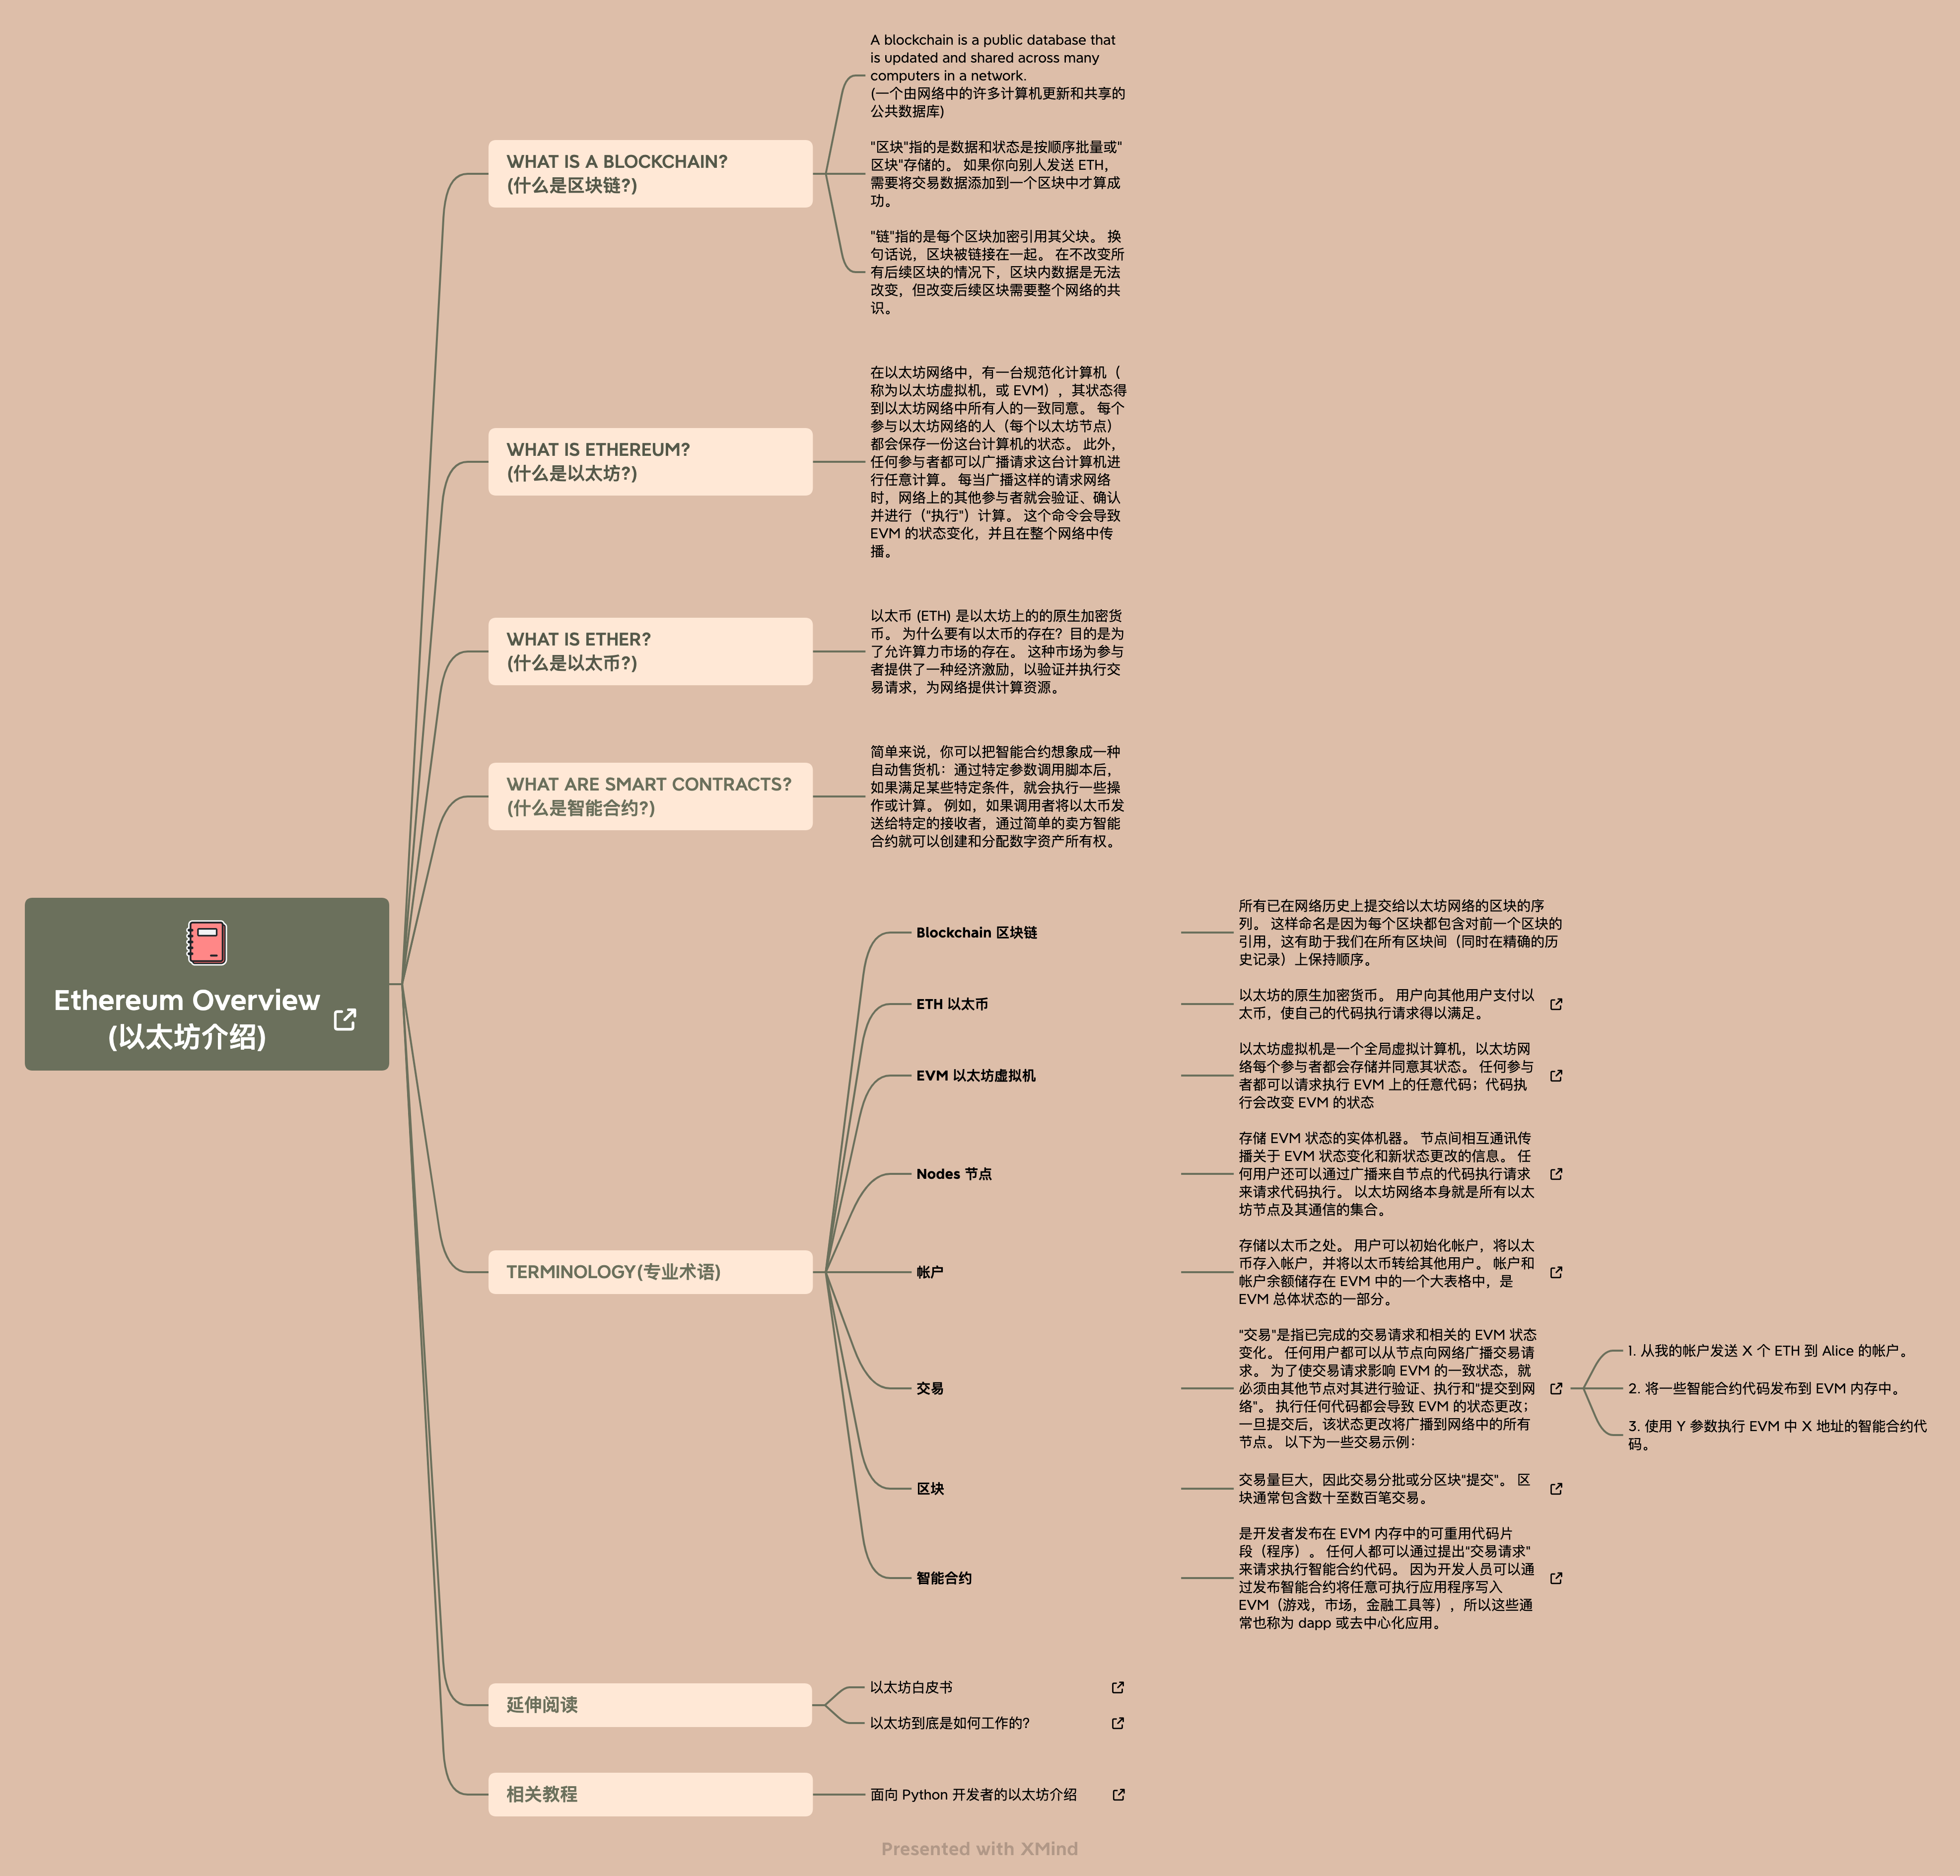 A blockchain is a public database that
is updated and shared across many
computers in a network.
(一个由网络中的许多计算机更新和共享的
公共数据库)
WHAT IS A BLOCKCHAIN?
(什么是区块链?)
"区块"指的是数据和状态是按顺序批量或"
区块"存储的。 如果你向别人发送 ETH，
需要将交易数据添加到一个区块中才算成
功。
"链"指的是每个区块加密引用其父块。 换
句话说，区块被链接在一起。 在不改变所
有后续区块的情况下，区块内数据是无法
改变，但改变后续区块需要整个网络的共
识。
WHAT IS ETHEREUM?
(什么是以太坊?)
在以太坊网络中，有一台规范化计算机（
称为以太坊虚拟机，或 EVM），其状态得
到以太坊网络中所有人的一致同意。 每个
参与以太坊网络的人（每个以太坊节点）
都会保存一份这台计算机的状态。 此外，
任何参与者都可以广播请求这台计算机进
行任意计算。 每当广播这样的请求网络
时，网络上的其他参与者就会验证、确认
并进行（"执行"）计算。 这个命令会导致
EVM 的状态变化，并且在整个网络中传
播。
WHAT IS ETHER?
(什么是以太币?)
以太币 (ETH) 是以太坊上的的原生加密货
币。 为什么要有以太币的存在？目的是为
了允许算力市场的存在。 这种市场为参与
者提供了一种经济激励，以验证并执行交
易请求，为网络提供计算资源。
WHAT ARE SMART CONTRACTS?
(什么是智能合约?)
简单来说，你可以把智能合约想象成一种
自动售货机：通过特定参数调用脚本后，
如果满足某些特定条件，就会执行一些操
作或计算。 例如，如果调用者将以太币发
送给特定的接收者，通过简单的卖方智能
合约就可以创建和分配数字资产所有权。
Ethereum Overview
(以太坊介绍)
TERMINOLOGY(专业术语)
Blockchain 区块链
所有已在网络历史上提交给以太坊网络的区块的序
列。 这样命名是因为每个区块都包含对前一个区块的
引用，这有助于我们在所有区块间（同时在精确的历
史记录）上保持顺序。
ETH 以太币
以太坊的原生加密货币。 用户向其他用户支付以
太币，使自己的代码执行请求得以满足。
EVM 以太坊虚拟机
以太坊虚拟机是一个全局虚拟计算机，以太坊网
络每个参与者都会存储并同意其状态。 任何参与
者都可以请求执行 EVM 上的任意代码；代码执
行会改变 EVM 的状态
Nodes 节点
存储 EVM 状态的实体机器。 节点间相互通讯传
播关于 EVM 状态变化和新状态更改的信息。 任
何用户还可以通过广播来自节点的代码执行请求
来请求代码执行。 以太坊网络本身就是所有以太
坊节点及其通信的集合。
帐户
存储以太币之处。 用户可以初始化帐户，将以太
币存入帐户，并将以太币转给其他用户。 帐户和
帐户余额储存在 EVM 中的一个大表格中，是
EVM 总体状态的一部分。
交易
"交易"是指已完成的交易请求和相关的 EVM 状态
变化。 任何用户都可以从节点向网络广播交易请
求。 为了使交易请求影响 EVM 的一致状态，就
必须由其他节点对其进行验证、执行和"提交到网
络"。 执行任何代码都会导致 EVM 的状态更改；
一旦提交后，该状态更改将广播到网络中的所有
节点。 以下为一些交易示例：
1. 从我的帐户发送 X 个 ETH 到 Alice 的帐户。
2. 将一些智能合约代码发布到 EVM 内存中。
3. 使用 Y 参数执行 EVM 中 X 地址的智能合约代
码。
区块
交易量巨大，因此交易分批或分区块"提交"。 区
块通常包含数十至数百笔交易。
智能合约
是开发者发布在 EVM 内存中的可重用代码片
段（程序）。 任何人都可以通过提出"交易请求"
来请求执行智能合约代码。 因为开发人员可以通
过发布智能合约将任意可执行应用程序写入
EVM（游戏，市场，金融工具等），所以这些通
常也称为 dapp 或去中心化应用。
延伸阅读
以太坊白皮书
以太坊到底是如何工作的?
相关教程
面向 Python 开发者的以太坊介绍
Presented with XMind